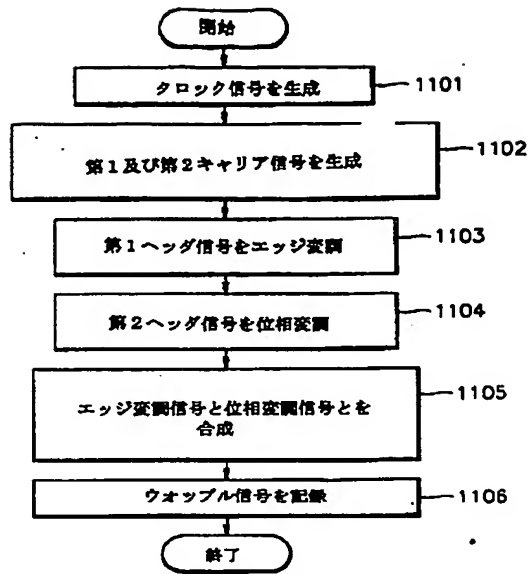 開始
クロック信号を生成
1101
第1及び第2キャリア信号を生成
1102
第1ヘッダ信号をエッジ変調
1103
第2ヘッダ信号を位相変調
1104
エッジ変調信号と位相変調信号とを
合成
1105
ウオッブル信号を記録
1106
終了